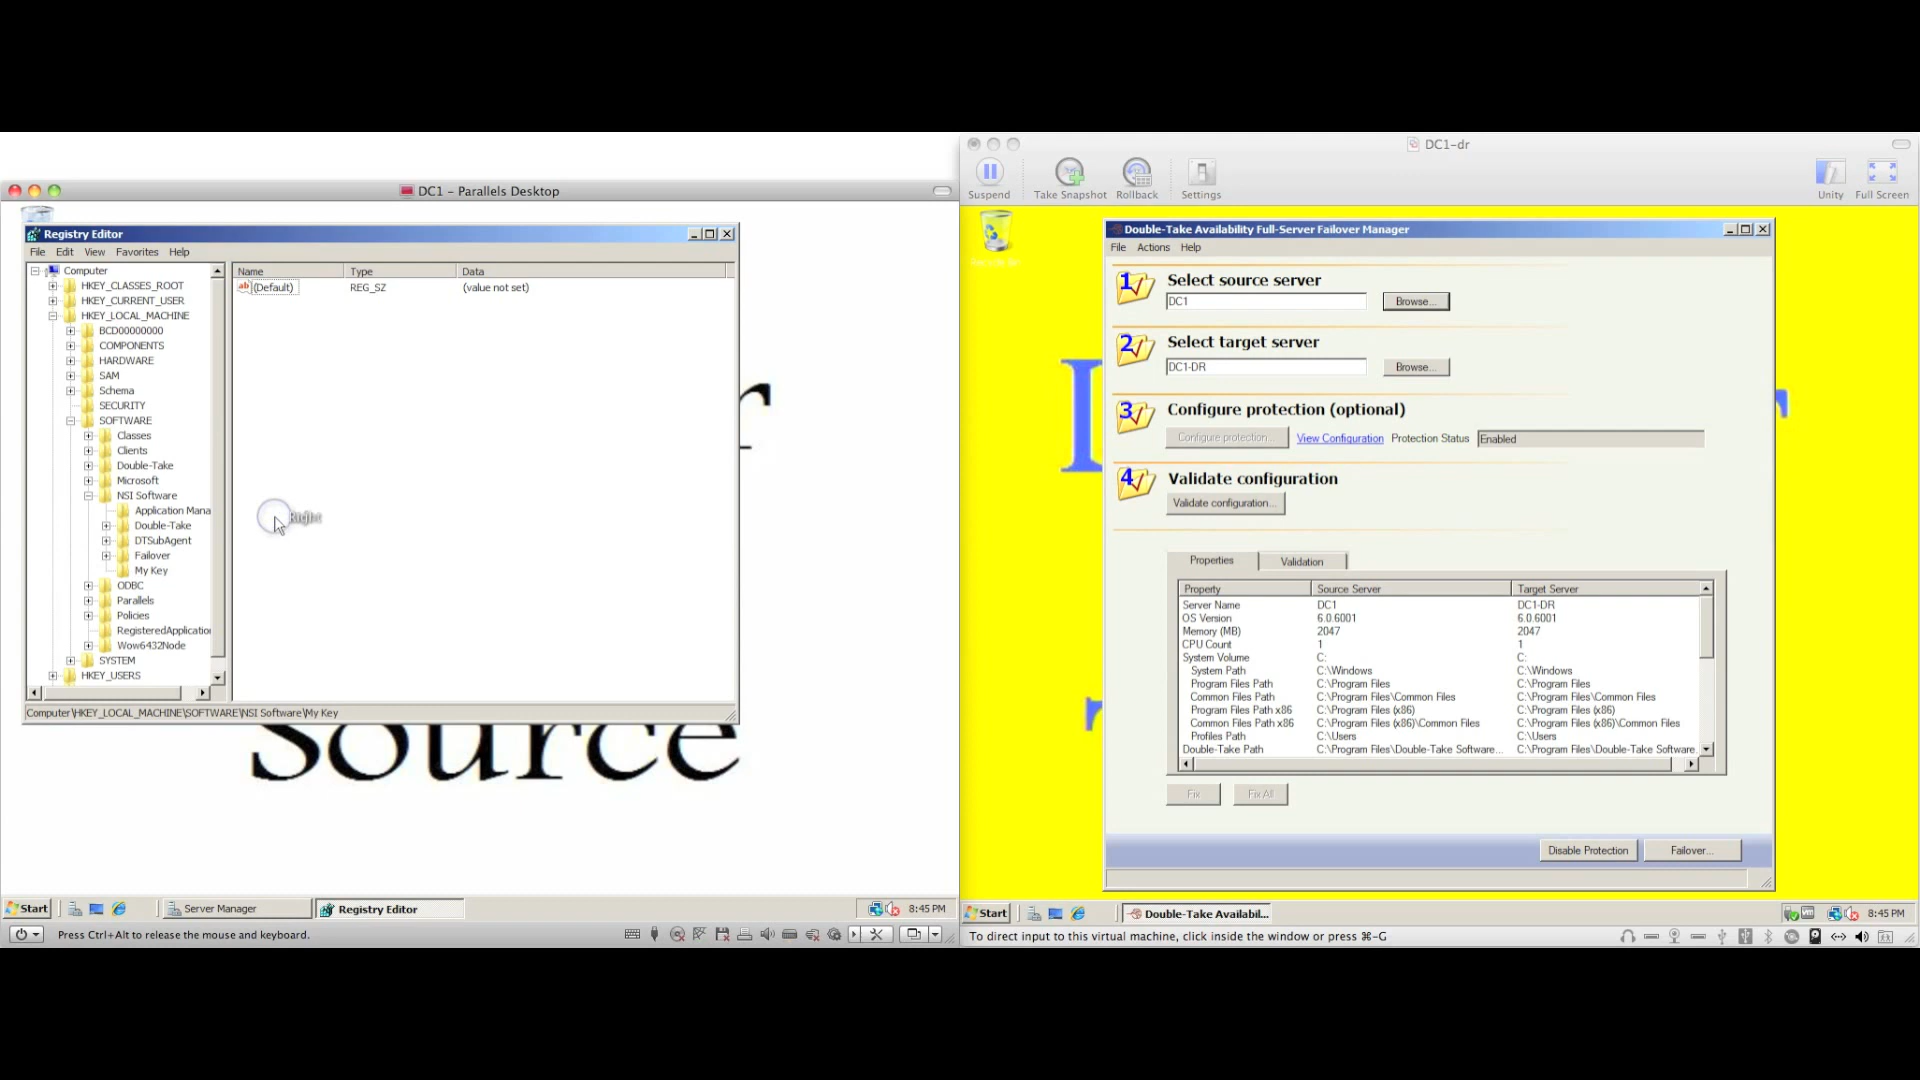 DC1 - Parallels Desktop
Registry Editor
File Edit View Favorites Help
Computer
HKEY_CLASSES_ROOT
HKEY_CURRENT_USER
HKEY_LOCAL_MACHINE
BCD00000000
COMPONENTS
HARDWARE
SAM
Schema
SECURITY
SOFTWARE
Classes
Clients
Double-Take
Microsoft
NSI Software
Application Mana
Double-Take
DTSubAgent
Failover
My Key
ODBC
Parallels
Policies
RegisteredApplication
Wow6432Node
SYSTEM
HKEY_USERS
Name Type Data
ab (Default) REG_SZ (value not set)
Right
Computer\HKEY_LOCAL_MACHINE\SOFTWARE\NSI Software\My Key
Source
Start Server Manager Registry Editor 8:45 PM
Press Ctrl+Alt to release the mouse and keyboard.
DC1-dr
Suspend Take Snapshot Rollback Settings Unity Full Screen
Double-Take Availability Full-Server Failover Manager
File Actions Help
1 Select source server
DC1 Browse...
2 Select target server
DC1-DR Browse...
3 Configure protection (optional)
Configure protection... View Configuration Protection Status Enabled
4 Validate configuration
Validate configuration...
Properties Validation
Property Source Server Target Server
Server Name DC1 DC1-DR
OS Version 6.0.6001 6.0.6001
Memory (MB) 2047 2047
CPU Count 1 1
System Volume C: C:
System Path C:\Windows C:\Windows
Program Files Path C:\Program Files C:\Program Files
Common Files Path C:\Program Files\Common Files C:\Program Files\Common Files
Program Files Path x86 C:\Program Files (x86) C:\Program Files (x86)
Common Files Path x86 C:\Program Files (x86)\Common Files C:\Program Files (x86)\Common Files
Profiles Path C:\Users C:\Users
Double-Take Path C:\Program Files\Double-Take Software... C:\Program Files\Double-Take Software.
Fix Fix All
Disable Protection Failover...
Start Double-Take Availabil... 8:45 PM
To direct input to this virtual machine, click inside the window or press ⌘-G